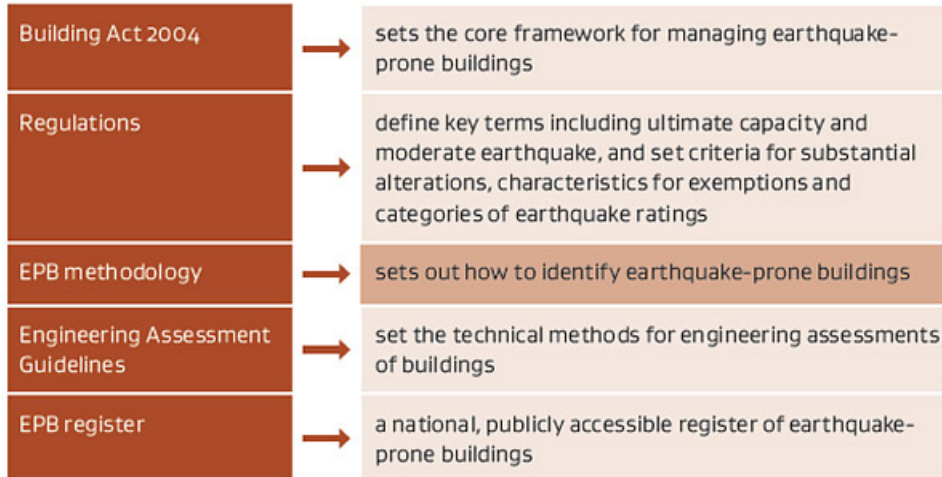 Building Act 2004
sets the core framework for managing earthquake-
prone buildings
Regulations
define key terms including ultimate capacity and
moderate earthquake, and set criteria for substantial
alterations, characteristics for exemptions and
categories of earthquake ratings
EPB methodology
sets out how to identify earthquake-prone buildings
Engineering Assessment
Guidelines
set the technical methods for engineering assessments
of buildings
EPB register
a national, publicly accessible register of earthquake-
prone buildings